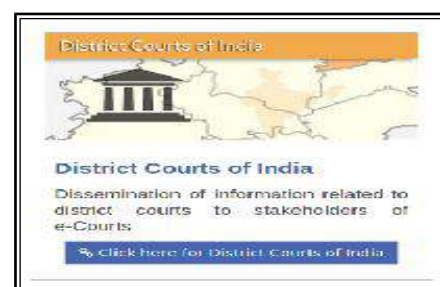 District Courts of India
District Courts of India
Dissemination of information related to
district courts to stakeholders of
e-Courts
Click here for District Courts of India